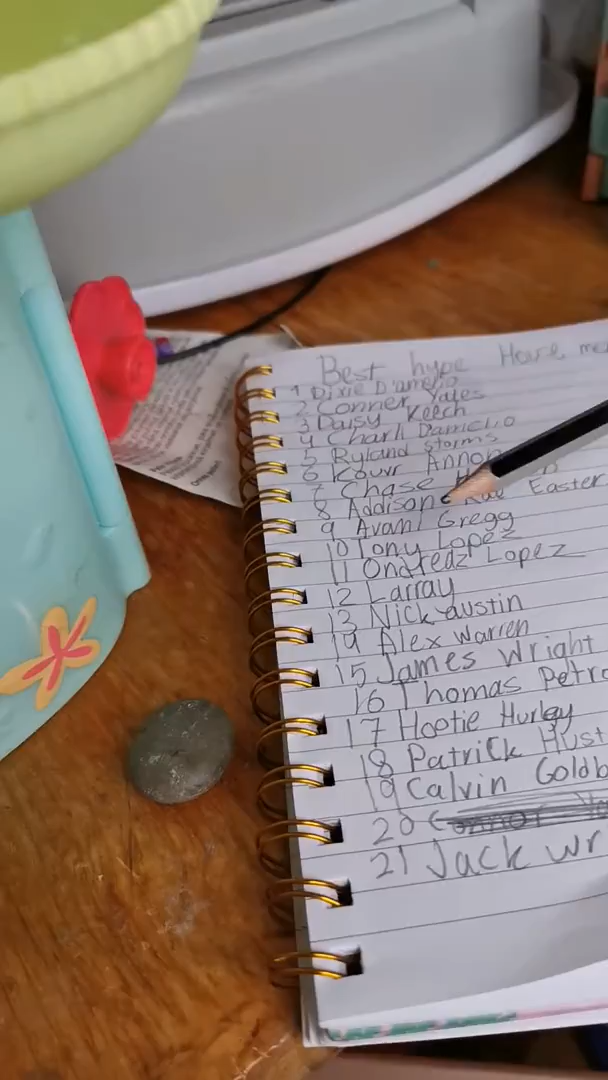 Best hype House me
1 Dixie D'amelio
2 Conner Yates
3 Daisy Keech
4 Charli Damelio
5 Ryland Storms
6 Kouvr Annon
7 Chase
8 Addison Rae Easter
9 Avani Gregg
10 Tony Lopez
11 Ondredz Lopez
12 Larray
13 Nick austin
14 Alex warren
15 James Wright
16 Thomas Petro
17 Hootie Hurley
18 Patrick Hust
19 Calvin Goldb
20 Connor
21 Jack wr